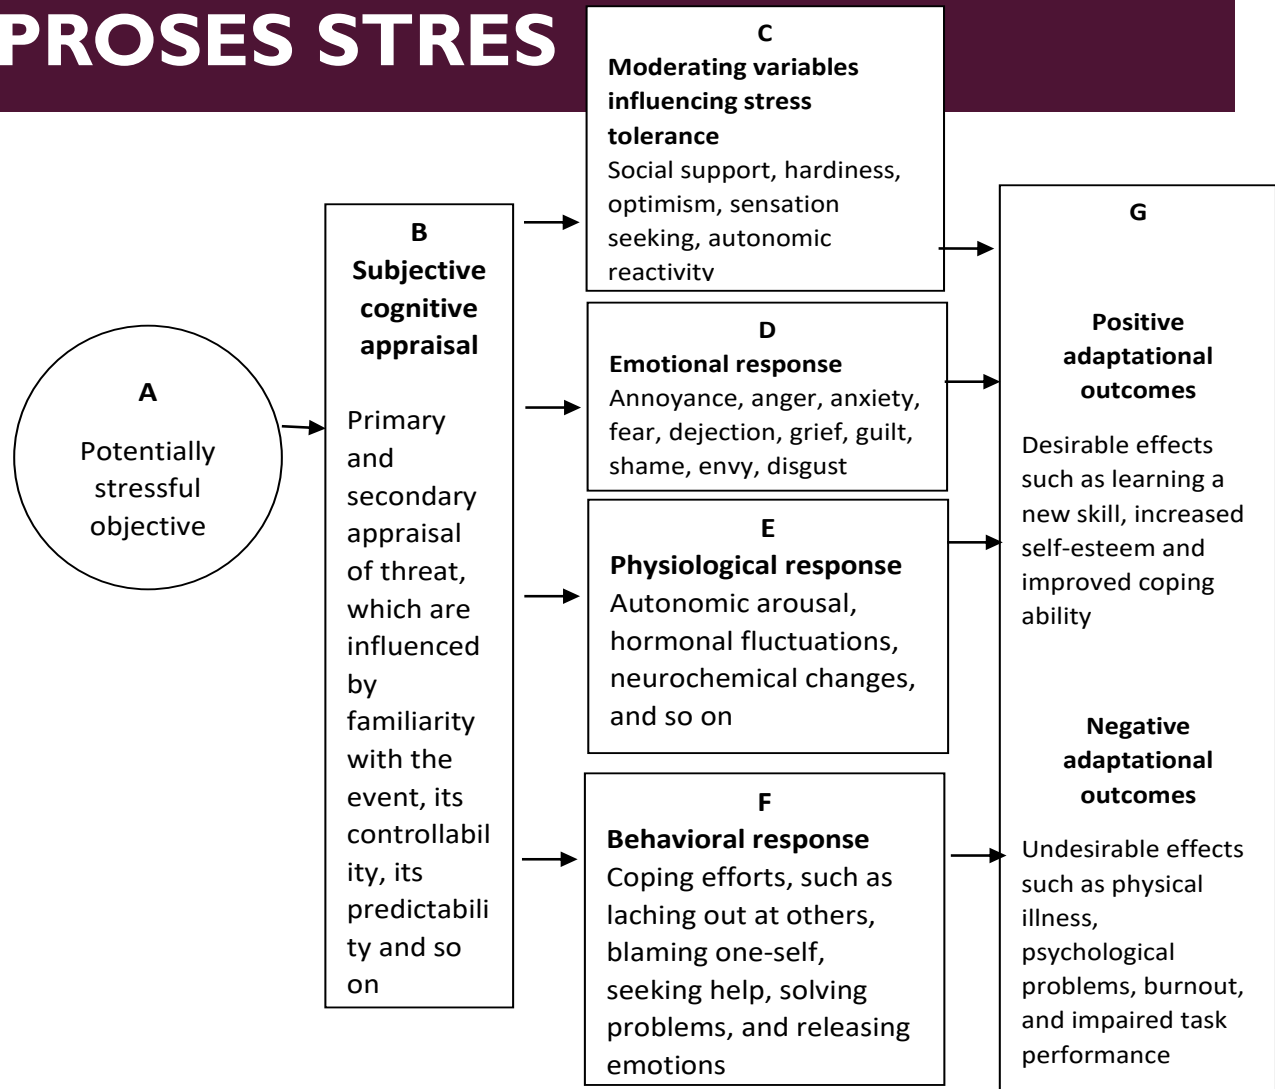 PROSES STRES
A
Potentially
stressful
objective
B
Subjective
cognitive
appraisal
Primary
and
secondary
appraisal
of threat,
which are
influenced
by
familiarity
with the
event, its
controllabil
ity, its
predictabili
ty and so
on
C
Moderating variables
influencing stress
tolerance
Social support, hardiness,
optimism, sensation
seeking, autonomic
reactivity
D
Emotional response
Annoyance, anger, anxiety,
fear, dejection, grief, guilt,
shame, envy, disgust
E
Physiological response
Autonomic arousal,
hormonal fluctuations,
neurochemical changes,
and so on
F
Behavioral response
Coping efforts, such as
laching out at others,
blaming one-self,
seeking help, solving
problems, and releasing
emotions
G
Positive
adaptational
outcomes
Desirable effects
such as learning a
new skill, increased
self-esteem and
improved coping
ability
Negative
adaptational
outcomes
Undesirable effects
such as physical
illness,
psychological
problems, burnout,
and impaired task
performance